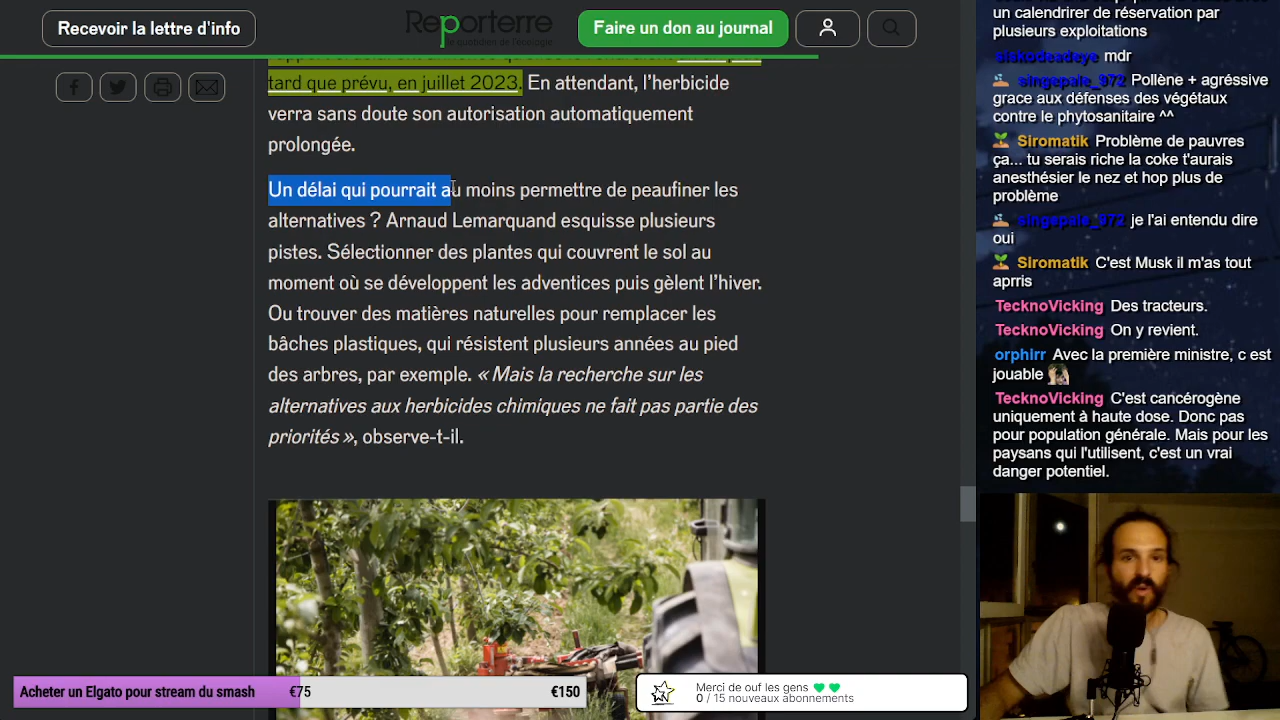 Recevoir la lettre d'info
Reporterre
le quotidien de l'écologie
Faire un don au journal
tard que prévu, en juillet 2023. En attendant, l'herbicide
verra sans doute son autorisation automatiquement
prolongée.
Un délai qui pourrait au moins permettre de peaufiner les
alternatives ? Arnaud Lemarquand esquisse plusieurs
pistes. Sélectionner des plantes qui couvrent le sol au
moment où se développent les adventices puis gèlent l'hiver.
Ou trouver des matières naturelles pour remplacer les
bâches plastiques, qui résistent plusieurs années au pied
des arbres, par exemple. « Mais la recherche sur les
alternatives aux herbicides chimiques ne fait pas partie des
priorités », observe-t-il.
un calendrirer de réservation par
plusieurs exploitations
siskodeadeye mdr
singepale_972 Pollène + agréssive
grace aux défenses des végétaux
contre le phytosanitaire ^^
Siromatik Problème de pauvres
ça... tu serais riche la coke t'aurais
anesthésier le nez et hop plus de
problème
singepale_972 je l'ai entendu dire
oui
Siromatik C'est Musk il m'as tout
aprris
TecknoVicking Des tracteurs.
TecknoVicking On y revient.
orphirr Avec la première ministre, c est
jouable
TecknoVicking C'est cancérogène
uniquement à haute dose. Donc pas
pour population générale. Mais pour les
paysans qui l'utilisent, c'est un vrai
danger potentiel.
Acheter un Elgato pour stream du smash €75 €150
Merci de ouf les gens
0 / 15 nouveaux abonnements